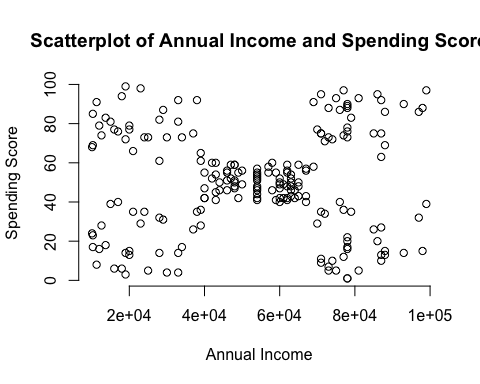 Scatterplot of Annual Income and Spending Score
100
80
60
40
20
0
Spending Score
2e+04 4e+04 6e+04 8e+04 1e+05
Annual Income